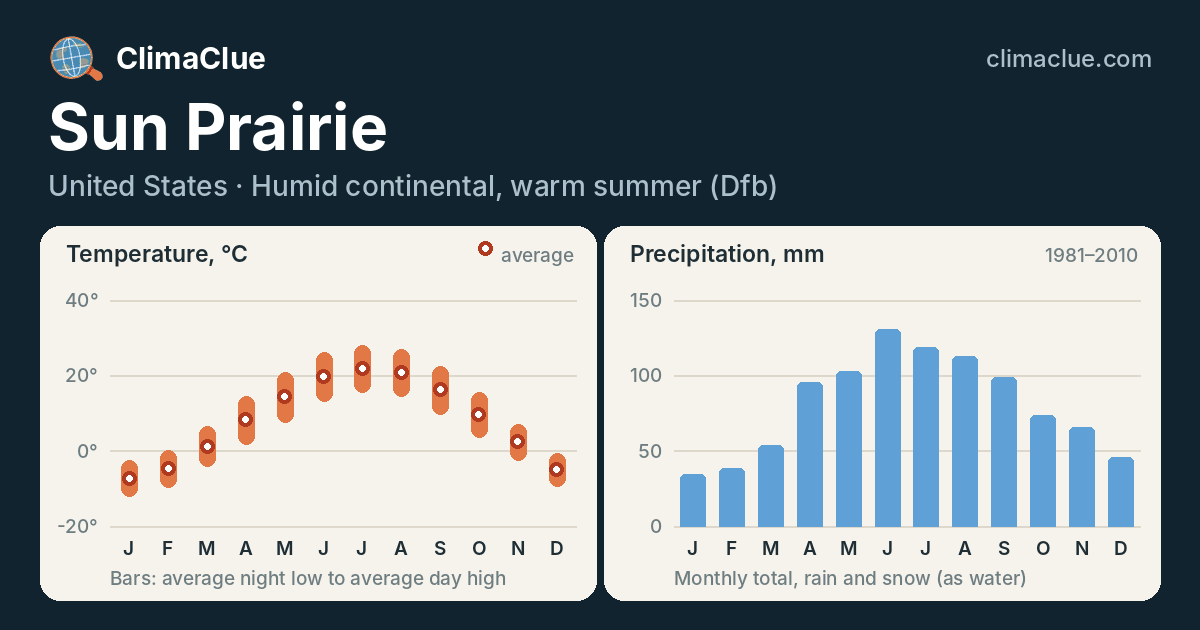 ClimaClue
climaclue.com
Sun Prairie
United States · Humid continental, warm summer (Dfb)
Temperature, °C
average
40°
20°
0°
-20°
J F M A M J J A S O N D
Bars: average night low to average day high
Precipitation, mm
1981–2010
150
100
50
0
J F M A M J J A S O N D
Monthly total, rain and snow (as water)